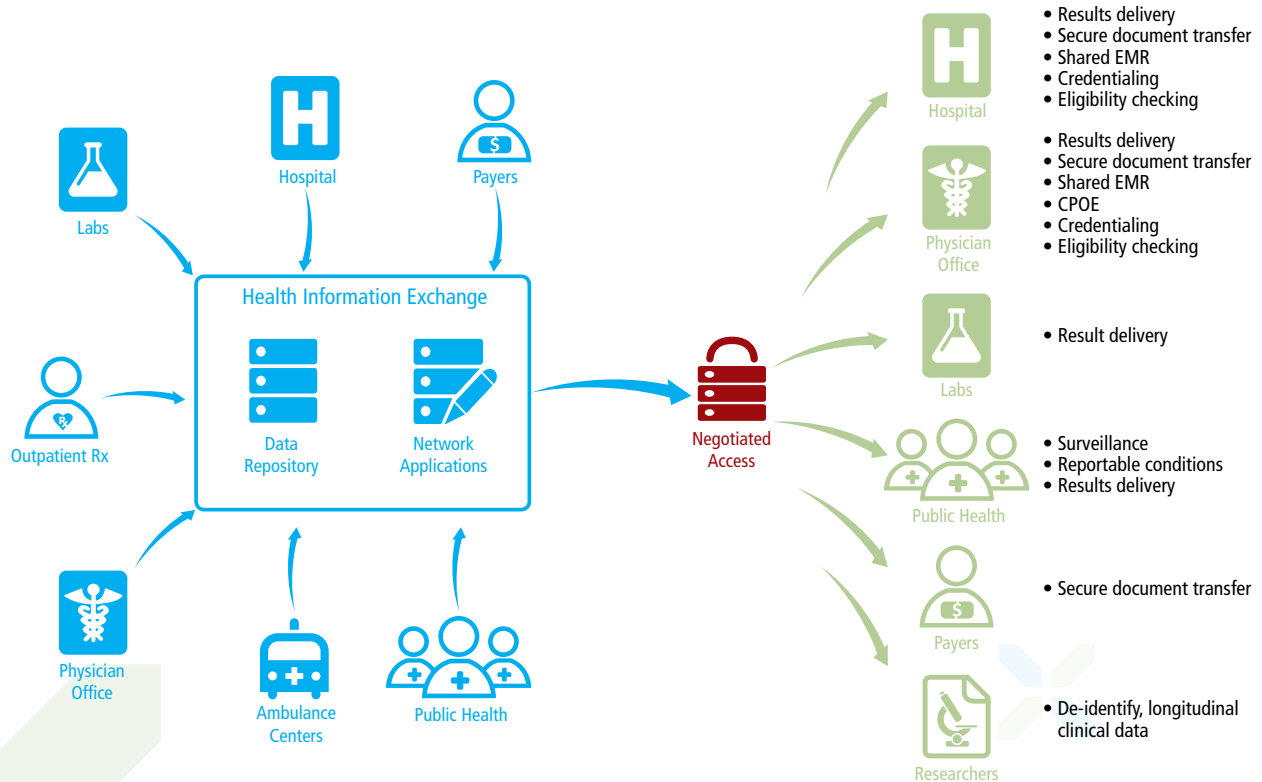 Hospital
Payers
Labs
Health Information Exchange
Outpatient Rx
Rx
Data
Repository
Network
Applications
Physician
Office
Ambulance
Centers
Public Health
Negotiated
Access
H
H
$
Hospital
• Results delivery
• Secure document transfer
• Shared EMR
• Credentialing
• Eligibility checking
Physician
Office
• Results delivery
• Secure document transfer
• Shared EMR
• CPOE
• Credentialing
• Eligibility checking
Labs
• Result delivery
Public Health
• Surveillance
• Reportable conditions
• Results delivery
$
Payers
• Secure document transfer
Researchers
• De-identify, longitudinal
clinical data